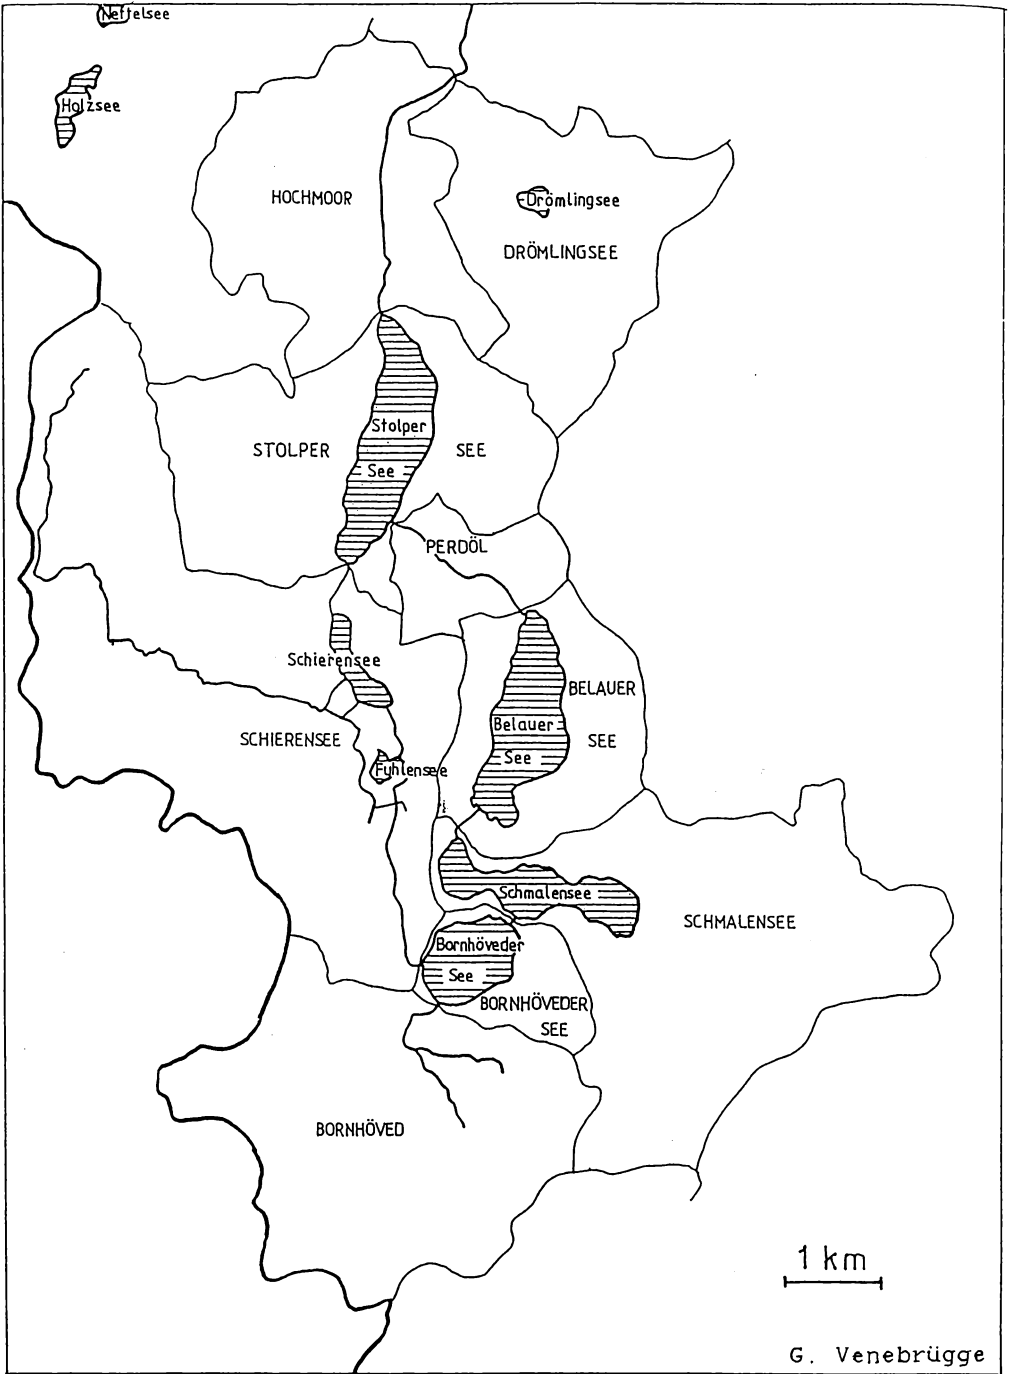 Nettelsee
Holzsee
HOCHMOOR
Drömlingsee
DRÖMLINGSEE
Stolper
See
STOLPER
SEE
PERDÖL
Schierensee
SCHIERENSEE
Fuhlensee
BELAUER
SEE
Belauer
See
Schmalensee
SCHMALENSEE
Bornhöveder
See
BORNHÖVEDER
SEE
BORNHÖVED
1 km
G. Venebrügge